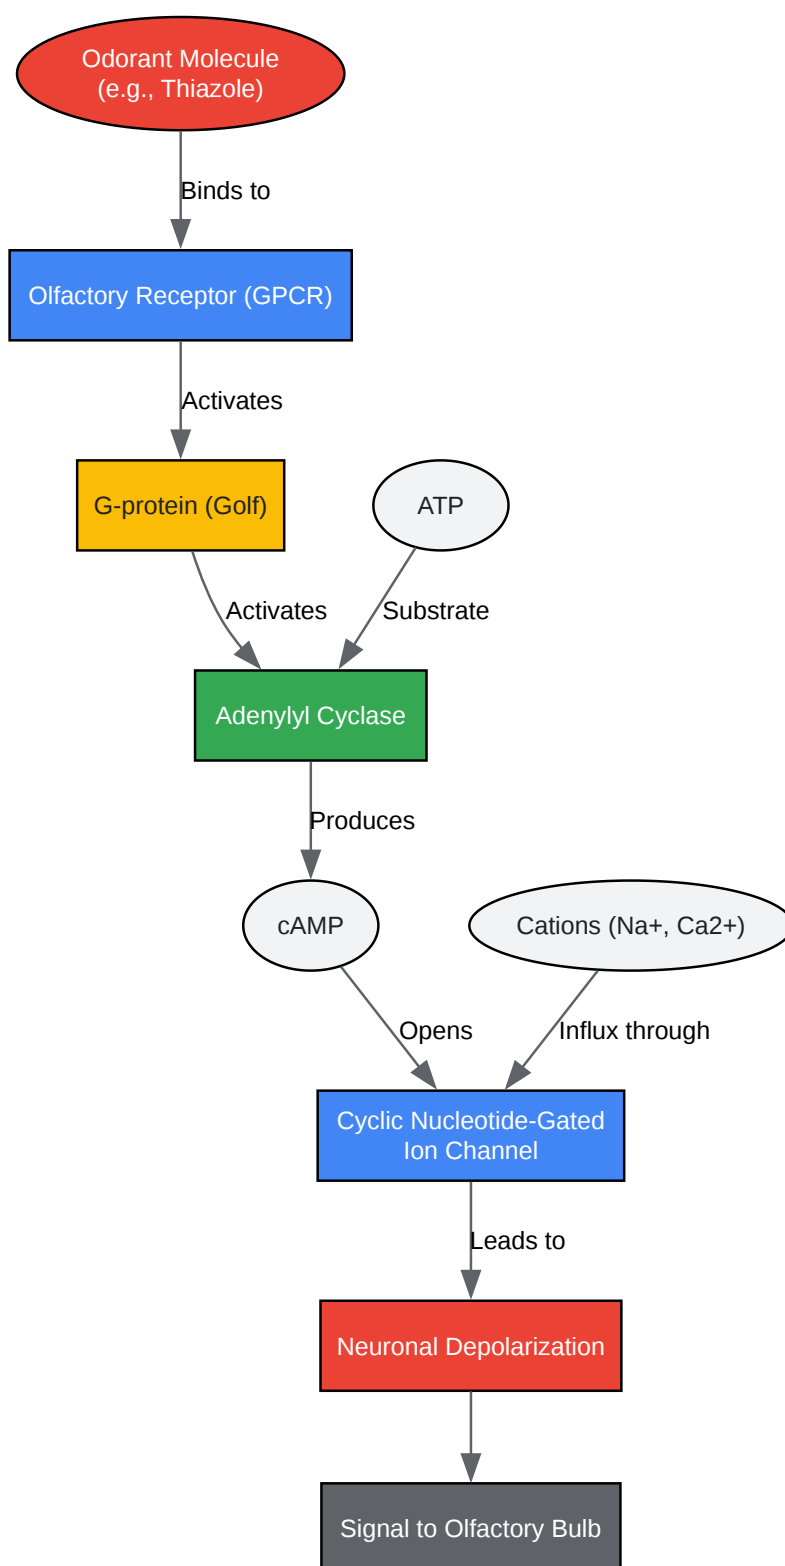 Odorant Molecule
(e.g., Thiazole)
Binds to
Olfactory Receptor (GPCR)
Activates
G-protein (Golf)
ATP
Activates
Substrate
Adenylyl Cyclase
Produces
cAMP
Cations (Na+, Ca2+)
Opens
Influx through
Cyclic Nucleotide-Gated
Ion Channel
Leads to
Neuronal Depolarization
Signal to Olfactory Bulb